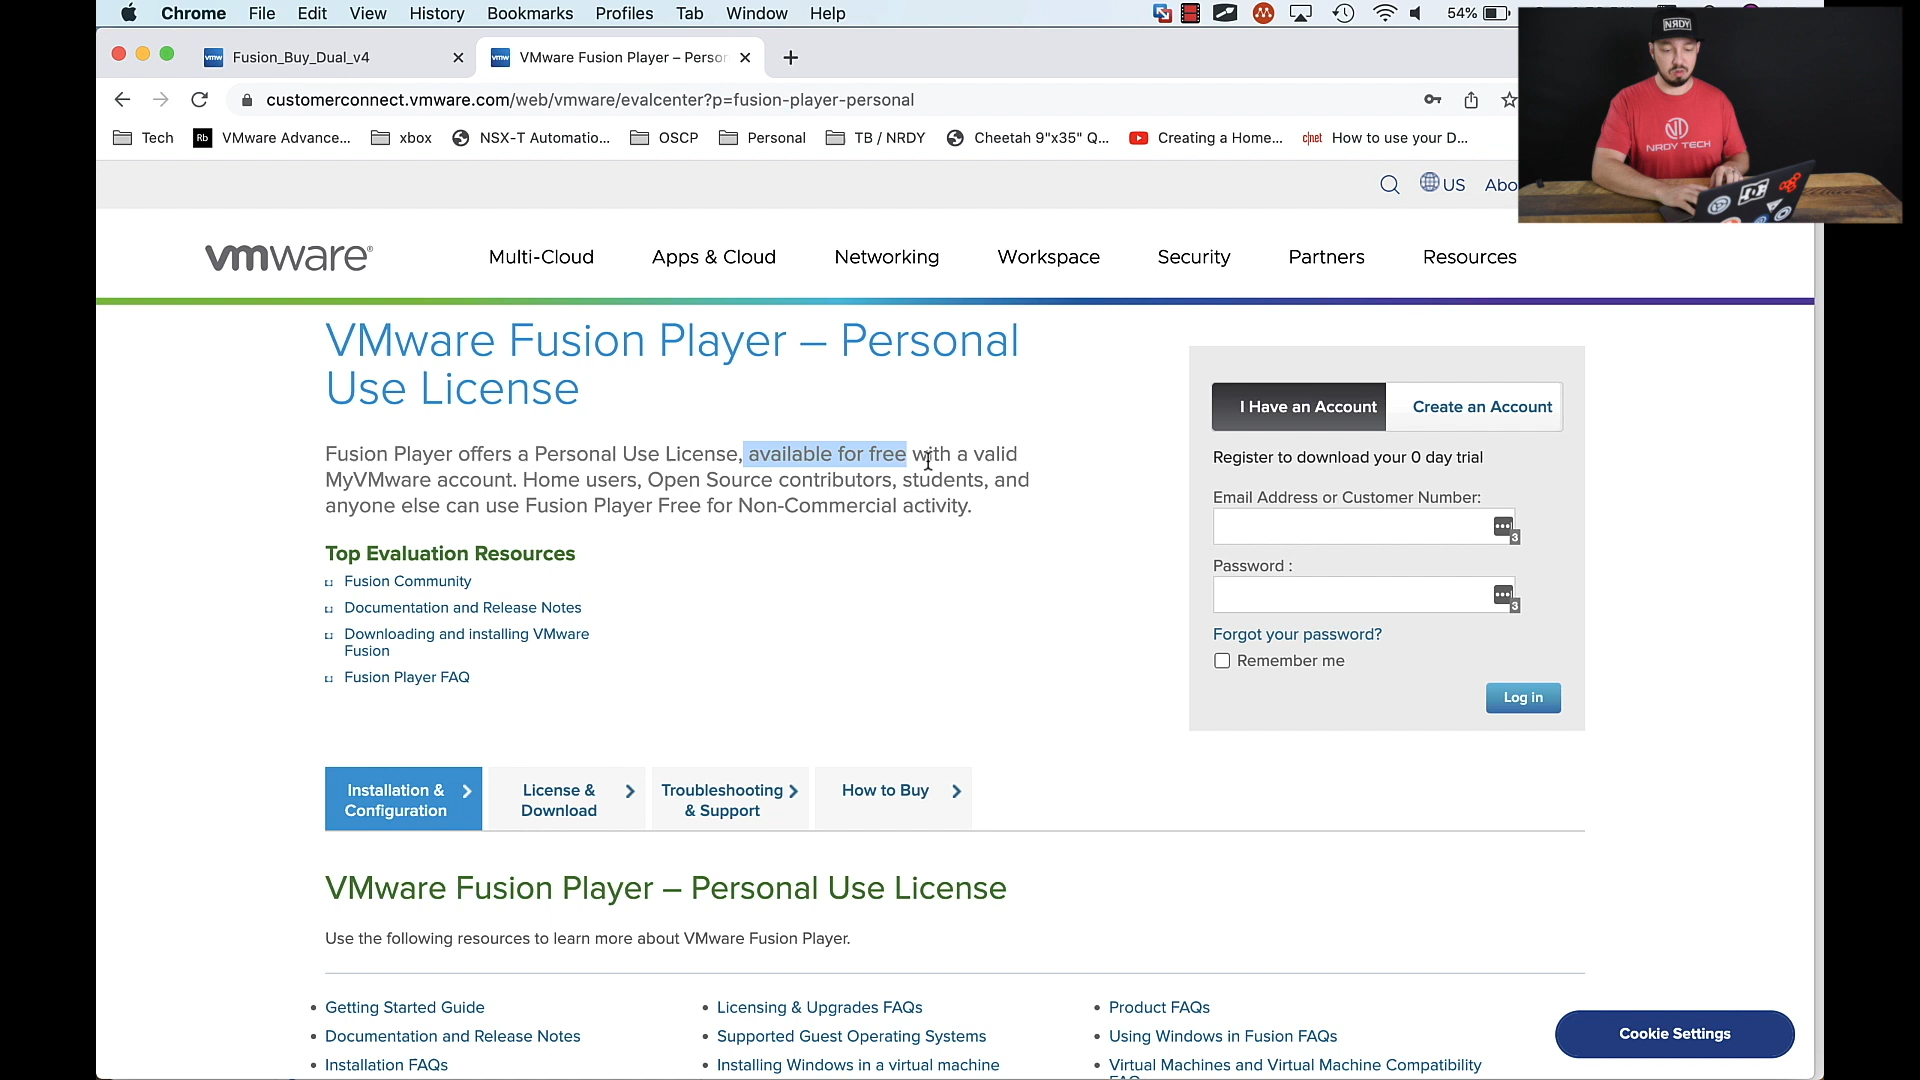 Chrome File Edit View History Bookmarks Profiles Tab Window Help 54%
vmw Fusion_Buy_Dual_v4 vmw VMware Fusion Player – Person
customerconnect.vmware.com/web/vmware/evalcenter?p=fusion-player-personal
Tech Rb VMware Advance... xbox NSX-T Automatio... OSCP Personal TB / NRDY Cheetah 9"x35" Q... Creating a Home... c|net How to use your D...
NRDY
NRDY TECH
US Abo
vmware®
Multi-Cloud Apps & Cloud Networking Workspace Security Partners Resources
VMware Fusion Player – Personal
Use License
Fusion Player offers a Personal Use License, available for free with a valid
MyVMware account. Home users, Open Source contributors, students, and
anyone else can use Fusion Player Free for Non-Commercial activity.
Top Evaluation Resources
Fusion Community
Documentation and Release Notes
Downloading and installing VMware
Fusion
Fusion Player FAQ
I Have an Account Create an Account
Register to download your 0 day trial
Email Address or Customer Number:
3
Password :
3
Forgot your password?
Remember me
Log in
Installation &
Configuration
License &
Download
Troubleshooting
& Support
How to Buy
VMware Fusion Player – Personal Use License
Use the following resources to learn more about VMware Fusion Player.
Getting Started Guide
Documentation and Release Notes
Installation FAQs
Licensing & Upgrades FAQs
Supported Guest Operating Systems
Installing Windows in a virtual machine
Product FAQs
Using Windows in Fusion FAQs
Virtual Machines and Virtual Machine Compatibility
Cookie Settings